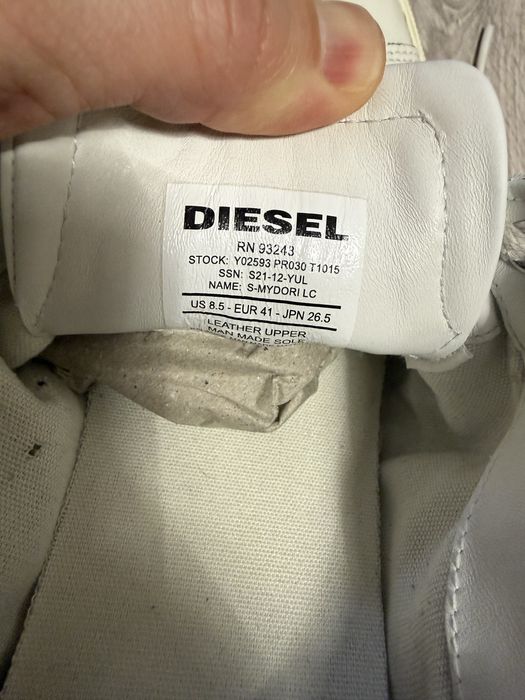 DIESEL
RN 93243
STOCK: Y02593 PR030 T1015
SSN: S21-12-YUL
NAME: S-MYDORI LC
US 8.5 - EUR 41 - JPN 26.5
LEATHER UPPER
MAN MADE SOLE